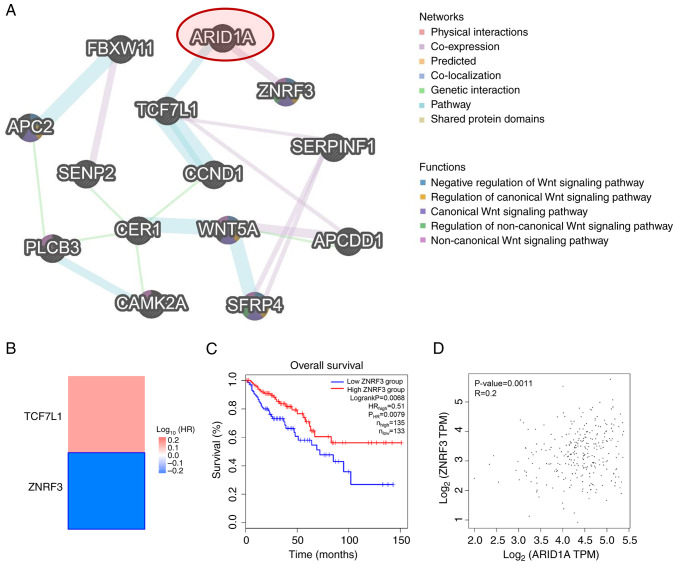 A
FBXW11
ARID1A
ZNRF3
APC2
TCF7L1
SERPINF1
SENP2
CCND1
CER1
WNT5A
APCDD1
PLCB3
CAMK2A
SFRP4
Networks
Physical interactions
Co-expression
Predicted
Co-localization
Genetic interaction
Pathway
Shared protein domains
Functions
Negative regulation of Wnt signaling pathway
Regulation of canonical Wnt signaling pathway
Canonical Wnt signaling pathway
Regulation of non-canonical Wnt signaling pathway
Non-canonical Wnt signaling pathway
B
TCF7L1
ZNRF3
Log10 (HR)
0.2
0.1
0.0
−0.1
−0.2
C
Overall survival
Low ZNRF3 group
High ZNRF3 group
LogrankP=0.0068
HRhigh=0.51
PHR=0.0079
nhigh=135
nlow=133
Survival (%)
1.0
0.8
0.6
0.4
0.2
0.0
0
50
100
150
Time (months)
D
P-value=0.0011
R=0.2
Log2 (ZNRF3 TPM)
5
4
3
2
1
2.0 2.5 3.0 3.5 4.0 4.5 5.0 5.5
Log2 (ARID1A TPM)